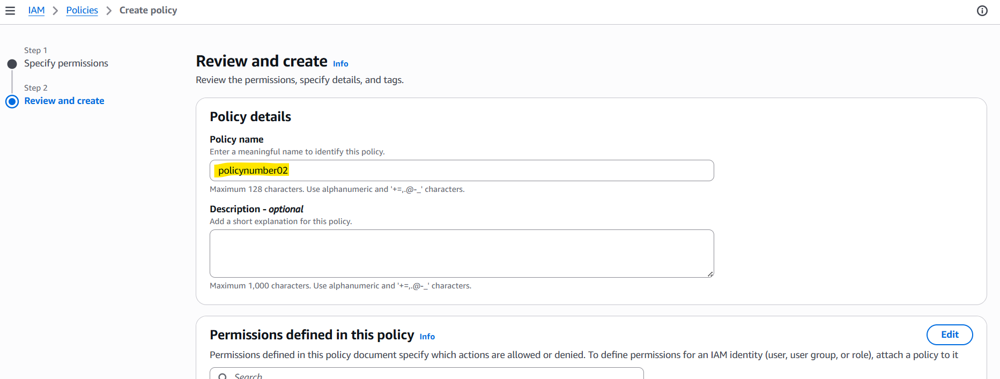 IAM > Policies > Create policy
Step 1
Specify permissions
Step 2
Review and create
Review and create Info
Review the permissions, specify details, and tags.
Policy details
Policy name
Enter a meaningful name to identify this policy.
policynumber02
Maximum 128 characters. Use alphanumeric and '+=,.@-_' characters.
Description - optional
Add a short explanation for this policy.
Maximum 1,000 characters. Use alphanumeric and '+=,.@-_' characters.
Permissions defined in this policy Info
Edit
Permissions defined in this policy document specify which actions are allowed or denied. To define permissions for an IAM identity (user, user group, or role), attach a policy to it
Search